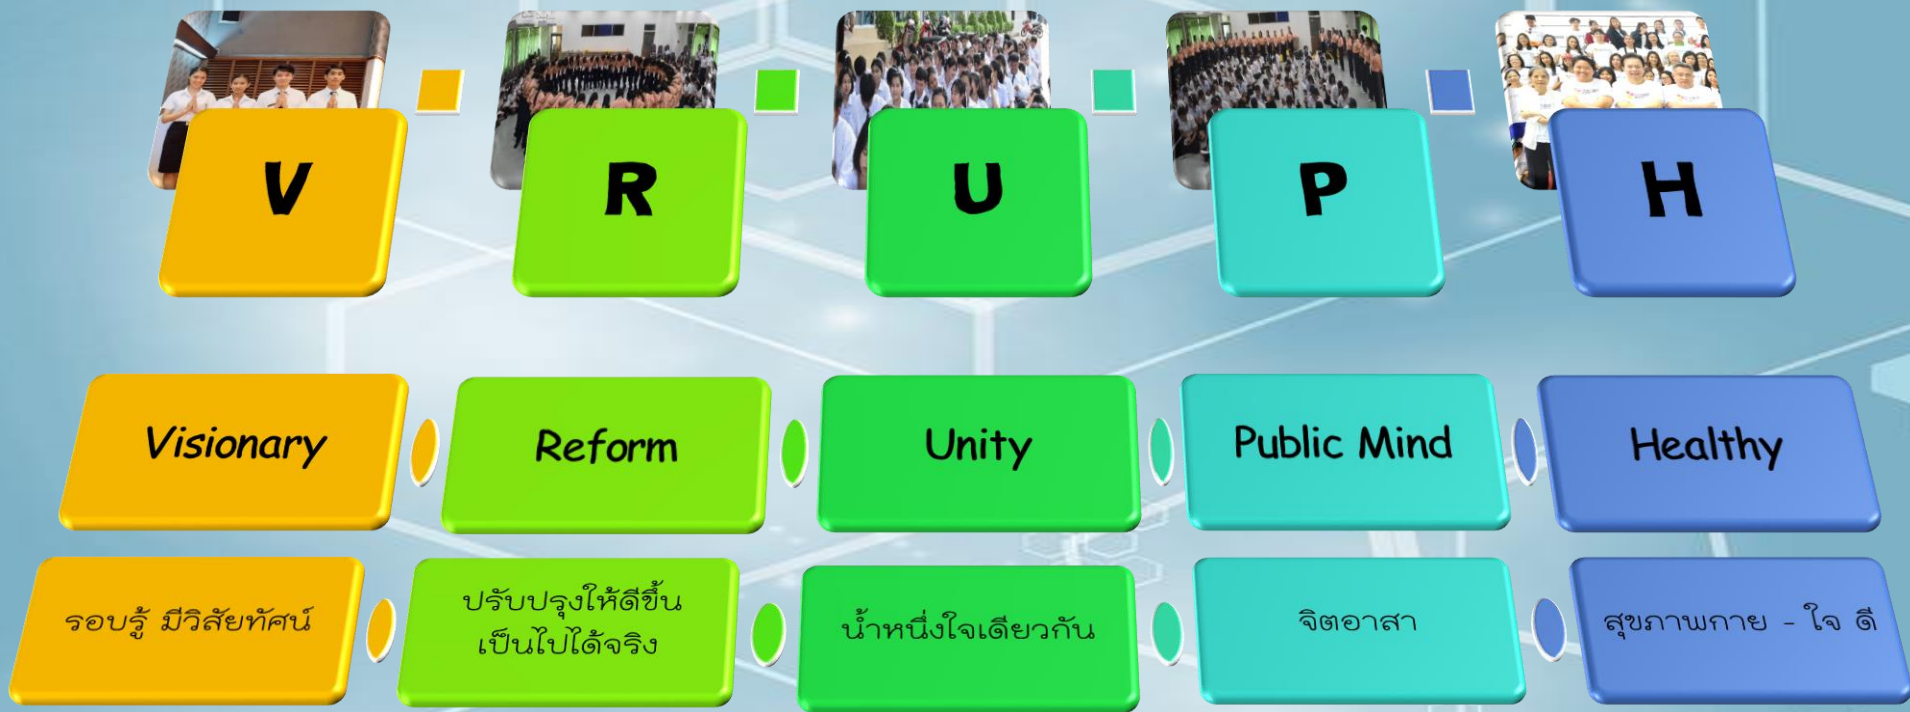 V
R
U
P
H
Visionary
Reform
Unity
Public Mind
Healthy
รอบรู้ มีวิสัยทัศน์
ปรับปรุงให้ดีขึ้น
เป็นไปได้จริง
น้ำหนึ่งใจเดียวกัน
จิตอาสา
สุขภาพกาย - ใจ ดี